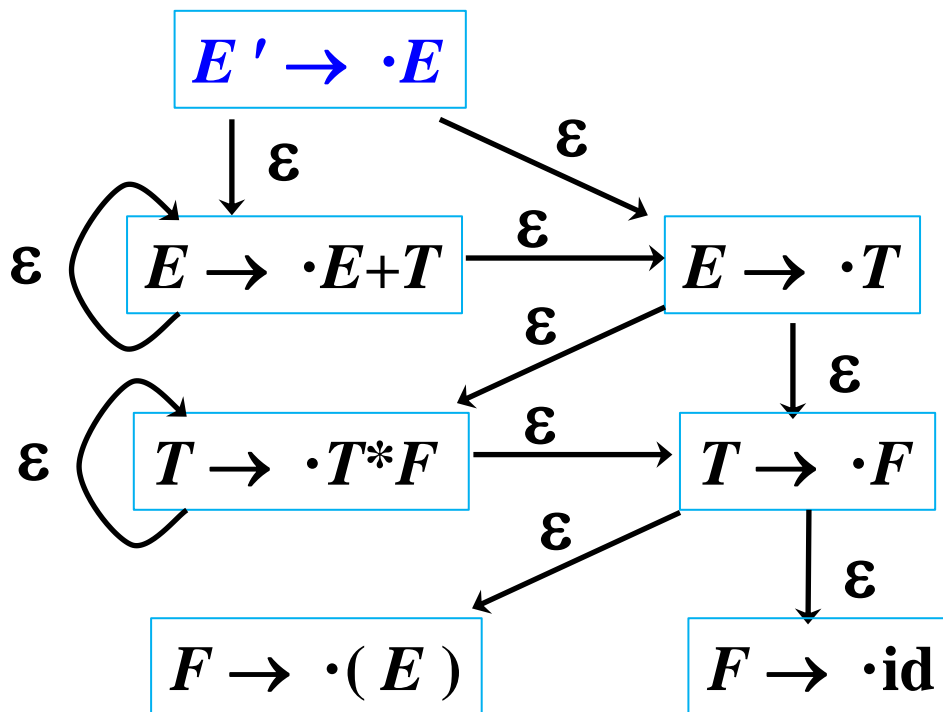 E ′ → ·E
ε ε
ε E → ·E+T ε E → ·T
ε ε
ε T → ·T*F ε T → ·F
ε ε
F → ·( E ) F → ·id